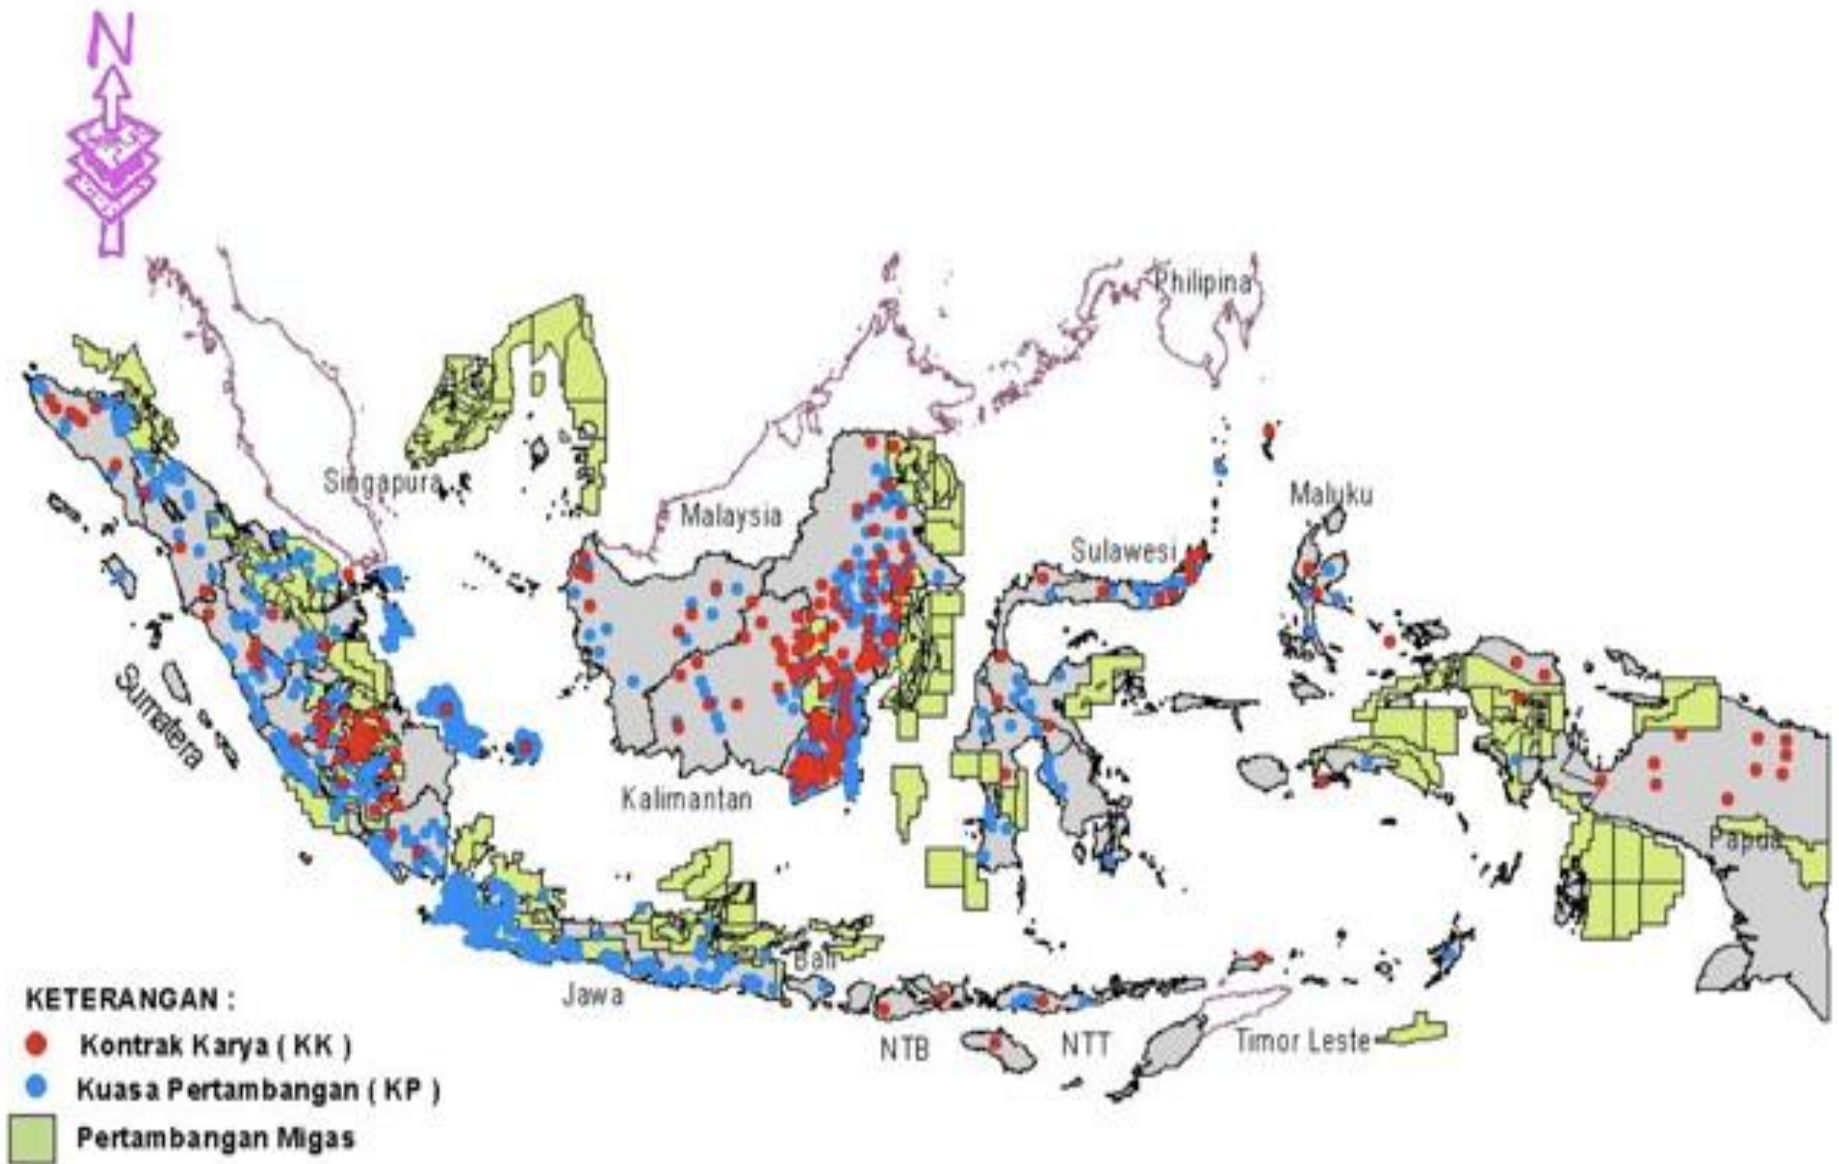 N
Philipina
Singapura
Malaysia
Maluku
Sulawesi
Sumatera
Kalimantan
Papua
Bali
Jawa
NTB
NTT
Timor Leste
KETERANGAN :
Kontrak Karya ( KK )
Kuasa Pertambangan ( KP )
Pertambangan Migas